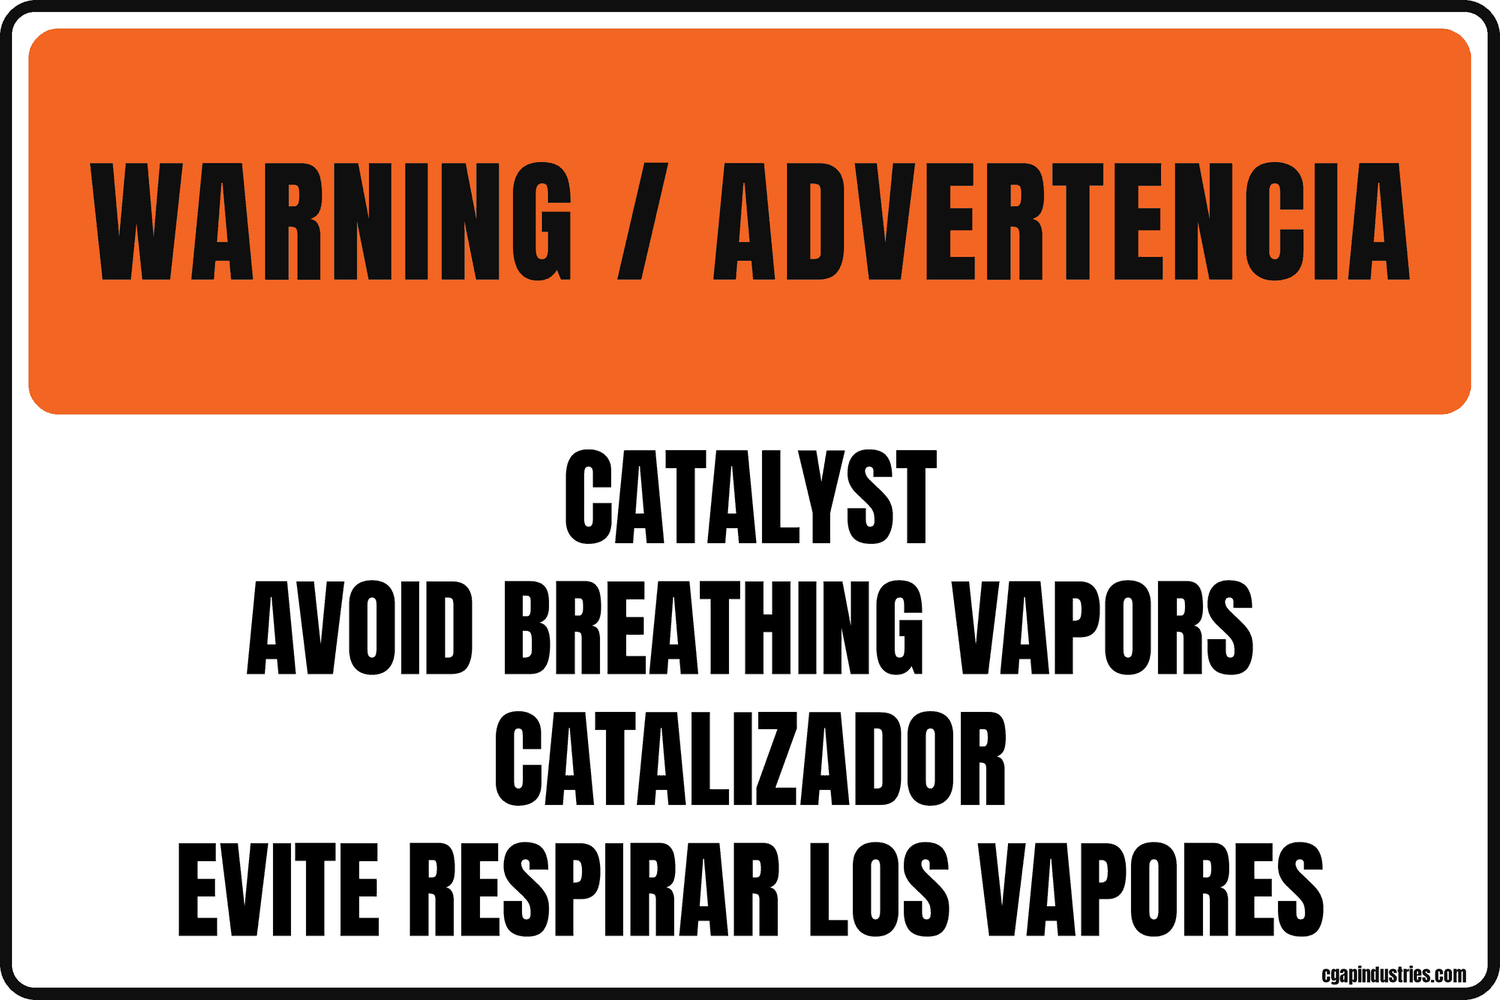 WARNING / ADVERTENCIA
CATALYST
AVOID BREATHING VAPORS
CATALIZADOR
EVITE RESPIRAR LOS VAPORES
cgapindustries.com